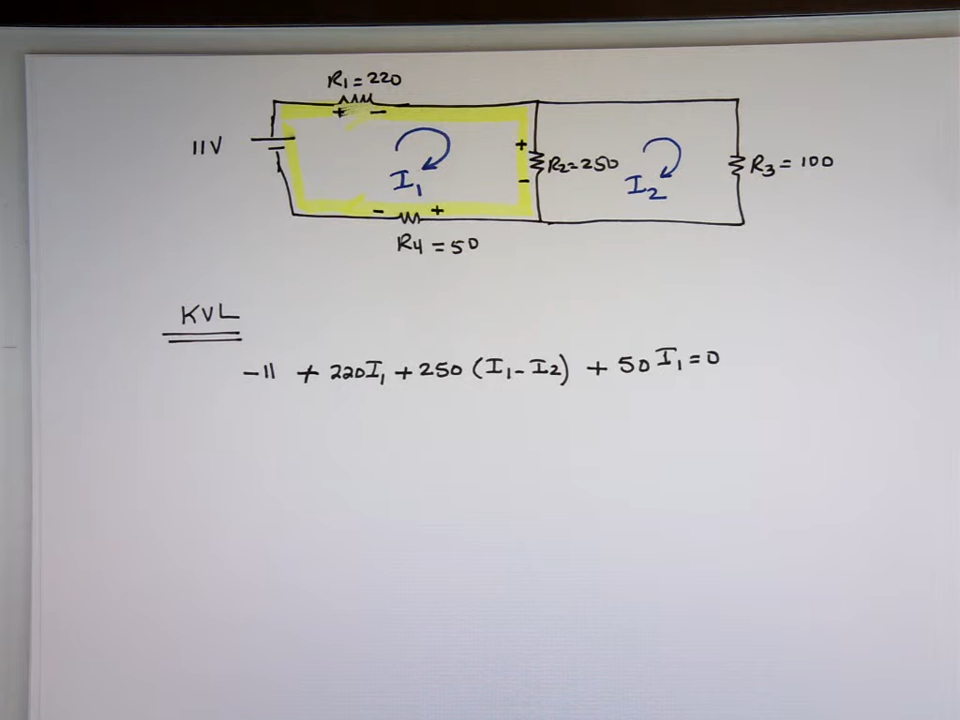 R1 = 220
+ -
11V
I1
+
-
R2=250
I2
R3 = 100
- +
R4 = 50
KVL
-11 + 220I1 + 250 (I1 - I2) + 50 I1 = 0